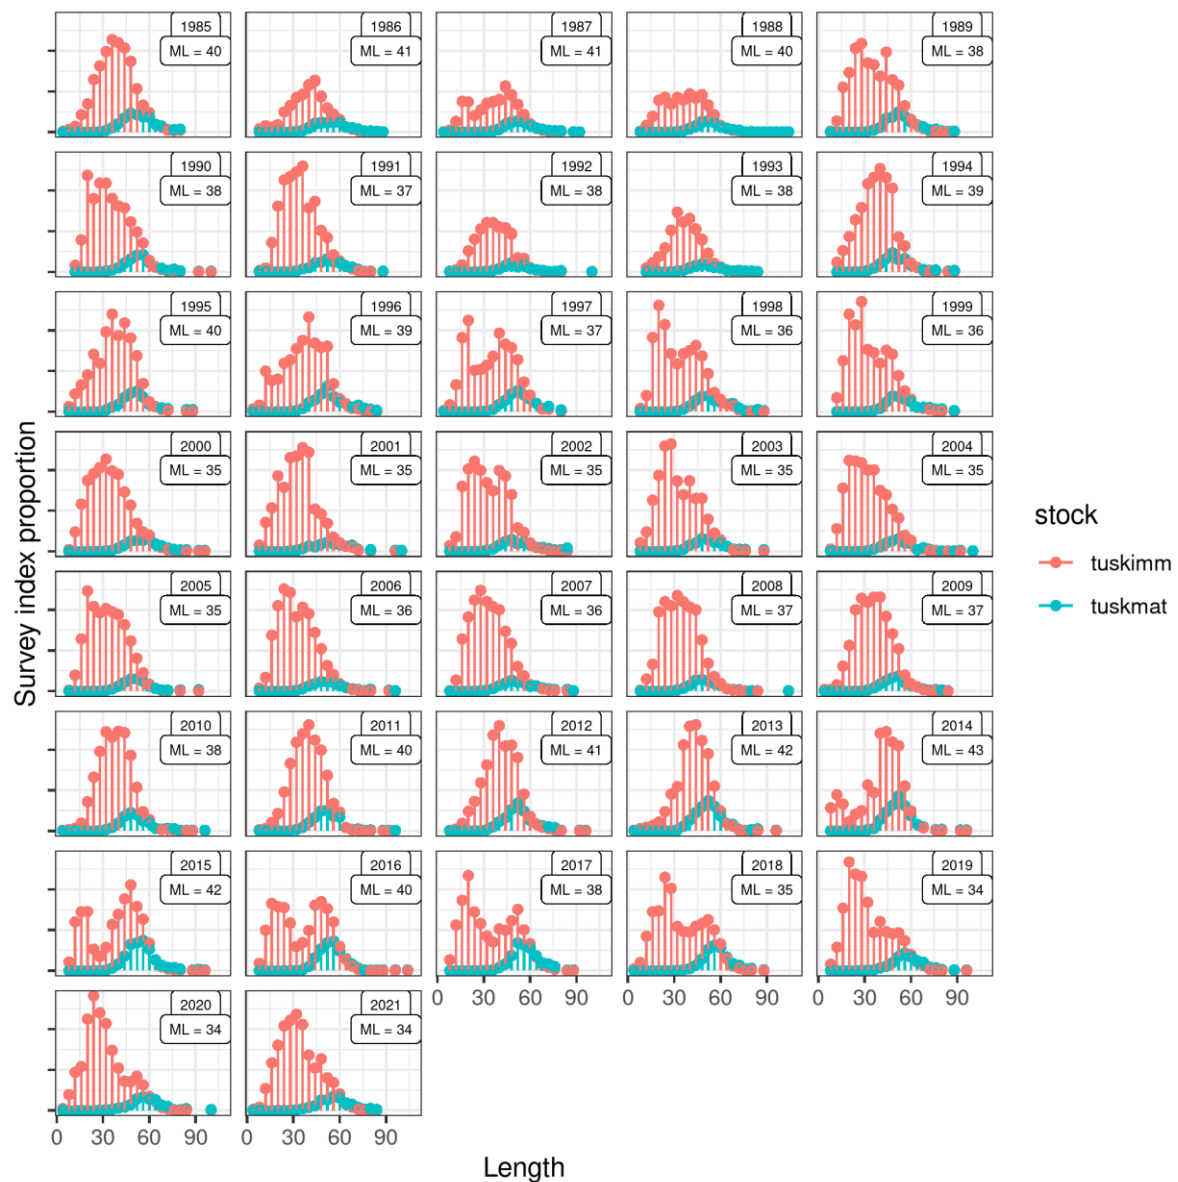 1985
ML = 40
1986
ML = 41
1987
ML = 41
1988
ML = 40
1989
ML = 38
1990
ML = 38
1991
ML = 37
1992
ML = 38
1993
ML = 38
1994
ML = 39
1995
ML = 40
1996
ML = 39
1997
ML = 37
1998
ML = 36
1999
ML = 36
2000
ML = 35
2001
ML = 35
2002
ML = 35
2003
ML = 35
2004
ML = 35
2005
ML = 35
2006
ML = 36
2007
ML = 36
2008
ML = 37
2009
ML = 37
2010
ML = 38
2011
ML = 40
2012
ML = 41
2013
ML = 42
2014
ML = 43
2015
ML = 42
2016
ML = 40
2017
ML = 38
2018
ML = 35
2019
ML = 34
0 30 60 90
0 30 60 90
0 30 60 90
2020
ML = 34
2021
ML = 34
0 30 60 90
0 30 60 90
Length
Survey index proportion
stock
tuskimm
tuskmat